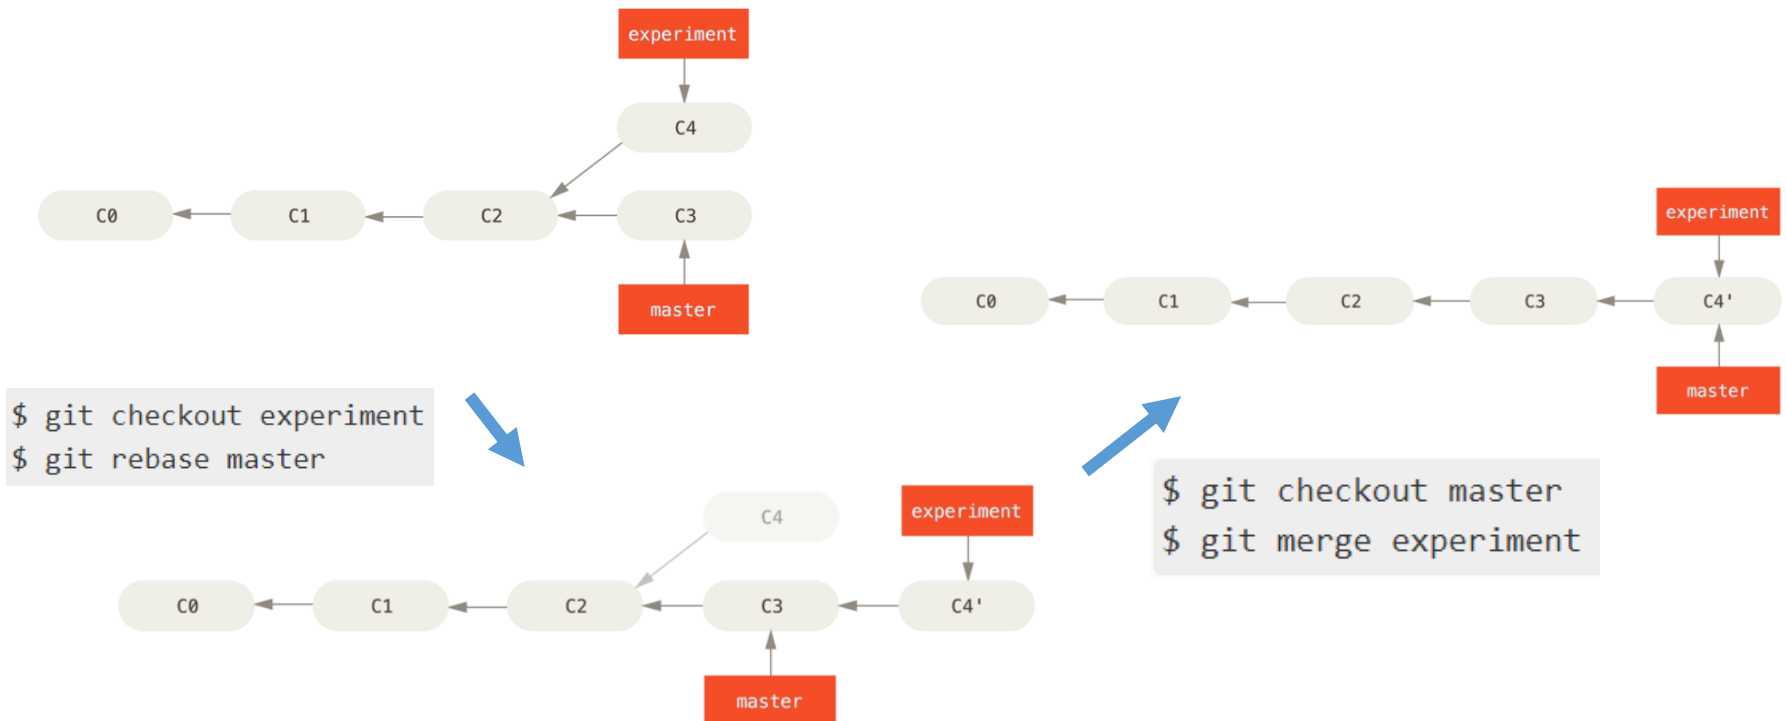 experiment
C4
C0
C1
C2
C3
master
$ git checkout experiment
$ git rebase master
C4
experiment
C0
C1
C2
C3
C4'
master
experiment
C0
C1
C2
C3
C4'
master
$ git checkout master
$ git merge experiment